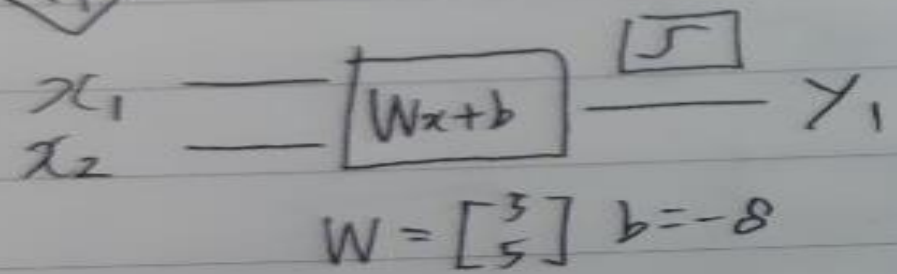 x₁ Wx+b y₁
x₂
W = [3 5] b=-8